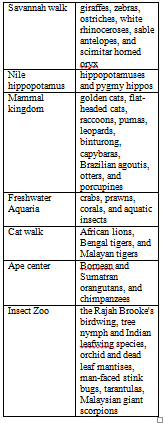 Savannah walk
giraffes, zebras,
ostriches, white
rhinoceroses, sable
antelopes, and
scimitar horned
oryx
Nile
hippopotamus
hippopotamuses
and pygmy hippos
Mammal
kingdom
golden cats, flat-
headed cats,
raccoons, pumas,
leopards,
binturong,
capybaras,
Brazilian agoutis,
otters, and
porcupines
Freshwater
Aquaria
crabs, prawns,
corals, and aquatic
insects
Cat walk
African lions,
Bengal tigers, and
Malayan tigers
Ape center
Bornean and
Sumatran
orangutans, and
chimpanzees
Insect Zoo
the Rajah Brooke's
birdwing, tree
nymph and Indian
leafwing species,
orchid and dead
leaf mantises,
man-faced stink
bugs, tarantulas,
Malaysian giant
scorpions